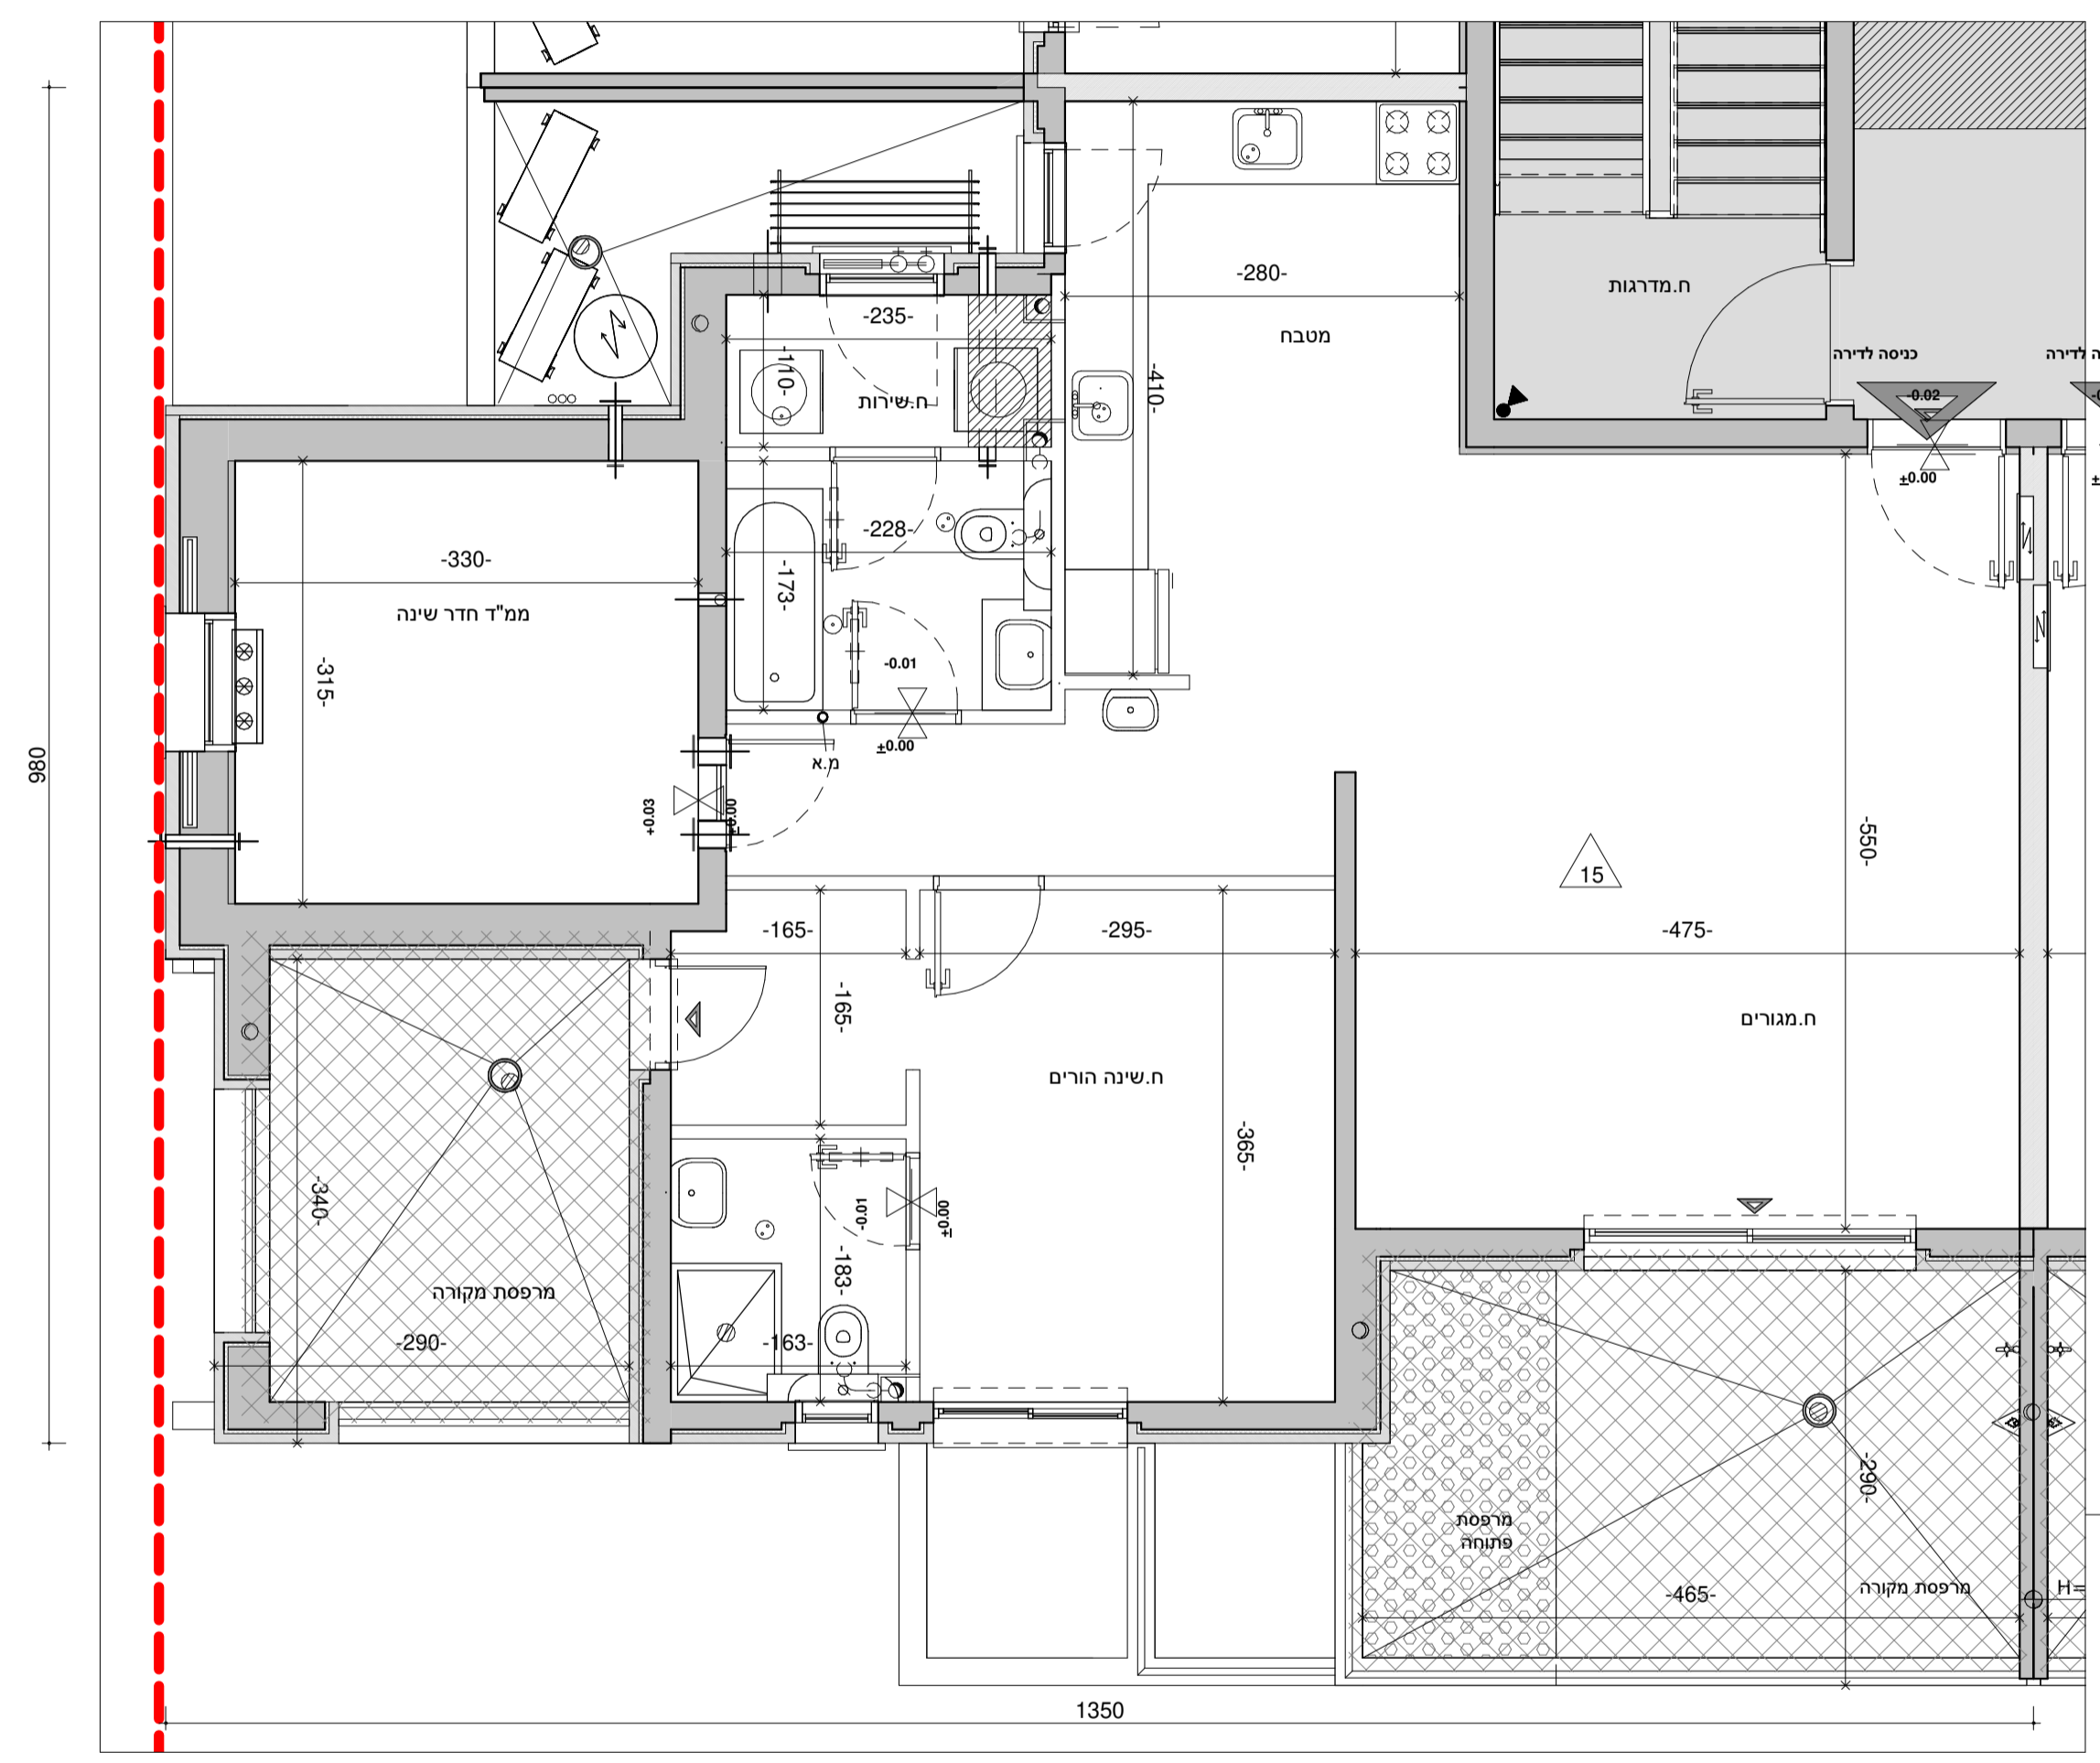 ח.מדרגות
-280-
-235-
מטבח
כניסה לדירה
-110-
-410-
ח.שירות
-0.02
±0.00
-228-
-330-
-173-
ממ"ד חדר שינה
-315-
-0.01
±0.00
מ.א
980
+0.03
±0.00
-550-
15
-165-
-295-
-475-
-165-
ח.מגורים
ח.שינה הורים
-365-
-340-
-0.01
±0.00
-183-
מרפסת מקורה
-290-
-163-
-290-
מרפסת
פתוחה
-465-
מרפסת מקורה
H=
1350